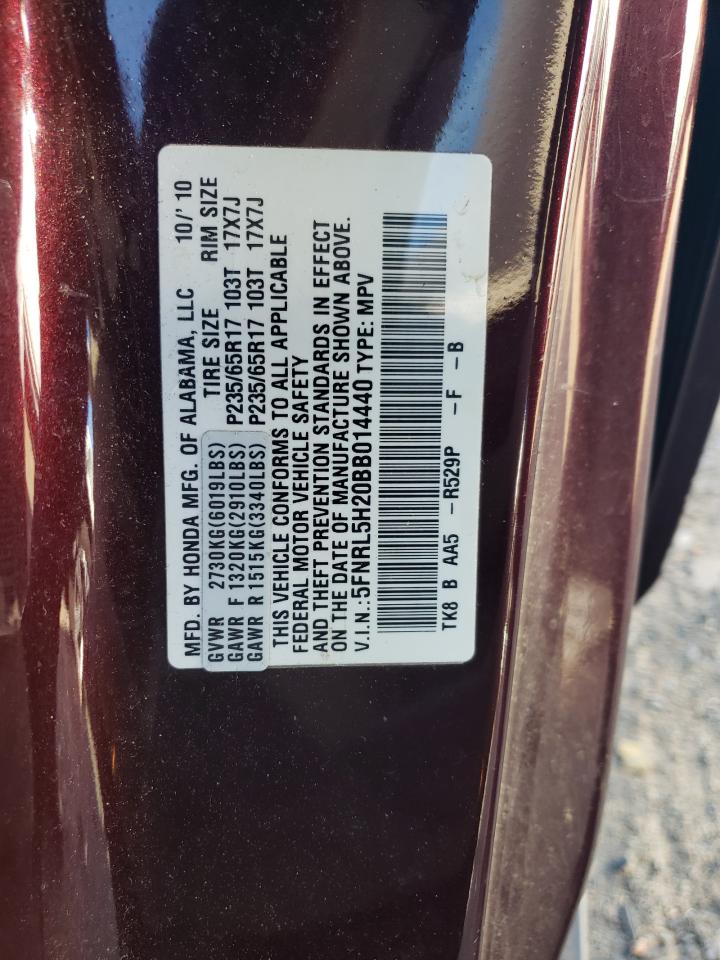 MFD. BY HONDA MFG. OF ALABAMA, LLC 10/'10
TIRE SIZE RIM SIZE
GVWR 2730KG(6019LBS)
GAWR F 1320KG(2910LBS) P235/65R17 103T 17X7J
GAWR R 1515KG(3340LBS) P235/65R17 103T 17X7J
THIS VEHICLE CONFORMS TO ALL APPLICABLE
FEDERAL MOTOR VEHICLE SAFETY
AND THEFT PREVENTION STANDARDS IN EFFECT
ON THE DATE OF MANUFACTURE SHOWN ABOVE.
V.I.N.:5FNRL5H20BB014440 TYPE: MPV
TK8 B AA5 -R529P -F -B